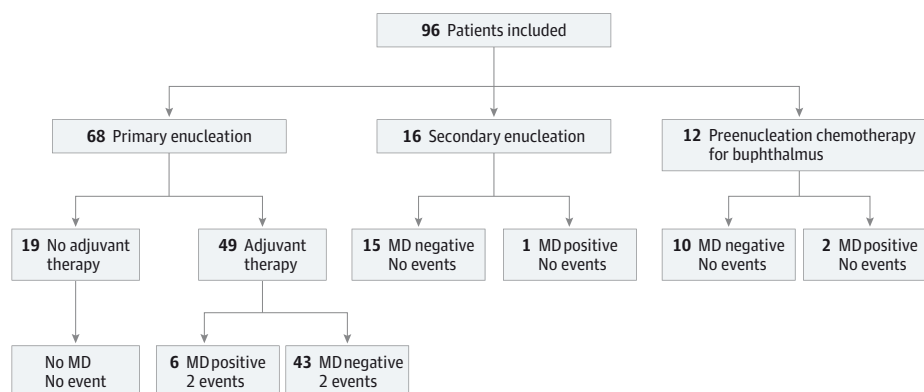 96 Patients included
68 Primary enucleation
16 Secondary enucleation
12 Preenucleation chemotherapy
for buphthalmus
19 No adjuvant
therapy
49 Adjuvant
therapy
15 MD negative
No events
1 MD positive
No events
10 MD negative
No events
2 MD positive
No events
No MD
No event
6 MD positive
2 events
43 MD negative
2 events